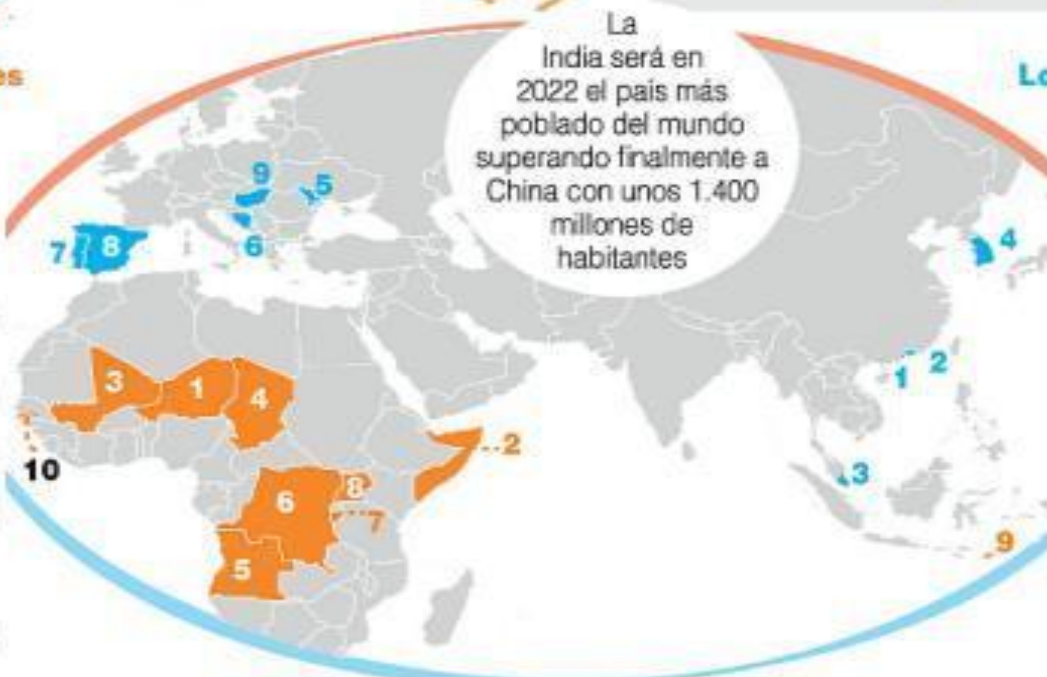 La
India será en
2022 el país más
poblado del mundo
superando finalmente a
China con unos 1.400
millones de
habitantes
es
Lo
9
5
7
8
6
4
1
2
3
3
1
4
2
10
6
8
7
5
9